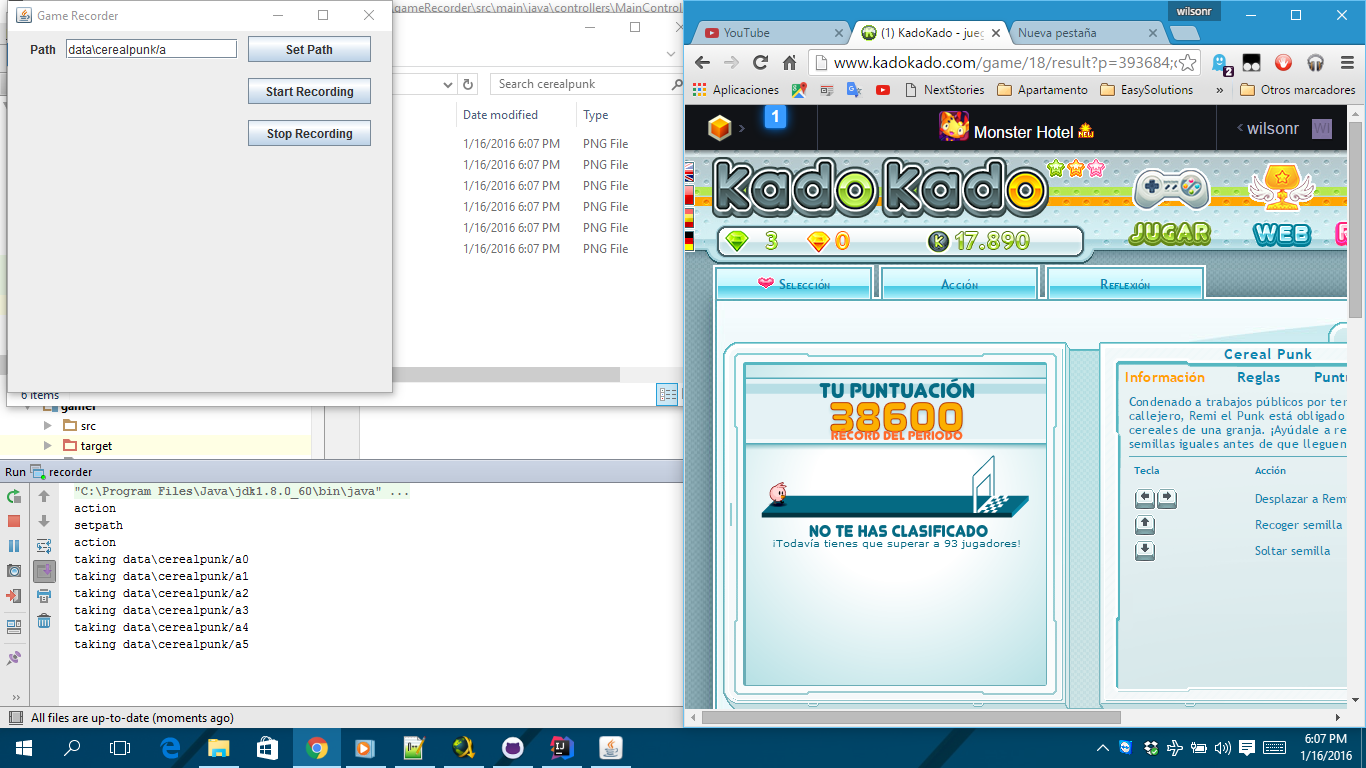 Game Recorder
Path data\cerealpunk/a Set Path
Start Recording
Stop Recording
gameRecorder\src\main\java\controllers\MainControl
Search cerealpunk
Date modified Type
1/16/2016 6:07 PM PNG File
1/16/2016 6:07 PM PNG File
1/16/2016 6:07 PM PNG File
1/16/2016 6:07 PM PNG File
1/16/2016 6:07 PM PNG File
1/16/2016 6:07 PM PNG File
6 items
gamer
src
target
Run recorder
"C:\Program Files\Java\jdk1.8.0_60\bin\java" ...
action
setpath
action
taking data\cerealpunk/a0
taking data\cerealpunk/a1
taking data\cerealpunk/a2
taking data\cerealpunk/a3
taking data\cerealpunk/a4
taking data\cerealpunk/a5
All files are up-to-date (moments ago)
wilsonr
YouTube (1) KadoKado - jueg Nueva pestaña
www.kadokado.com/game/18/result?p=393684;c 2
Aplicaciones NextStories Apartamento EasySolutions » Otros marcadores
1 Monster Hotel NEW wilsonr WI
KadoKado
JUGAR WEB R
3 0 K 17.890
Selección Acción Reflexión
TU PUNTUACIÓN
38600
RECORD DEL PERIODO
NO TE HAS CLASIFICADO
¡Todavía tienes que superar a 93 jugadores!
Cereal Punk
Información Reglas Puntu
Condenado a trabajos públicos por ter
callejero, Remi el Punk está obligado
cereales de una granja. ¡Ayúdale a re
semillas iguales antes de que lleguen
Tecla Acción
Desplazar a Rem
Recoger semilla
Soltar semilla
6:07 PM
1/16/2016